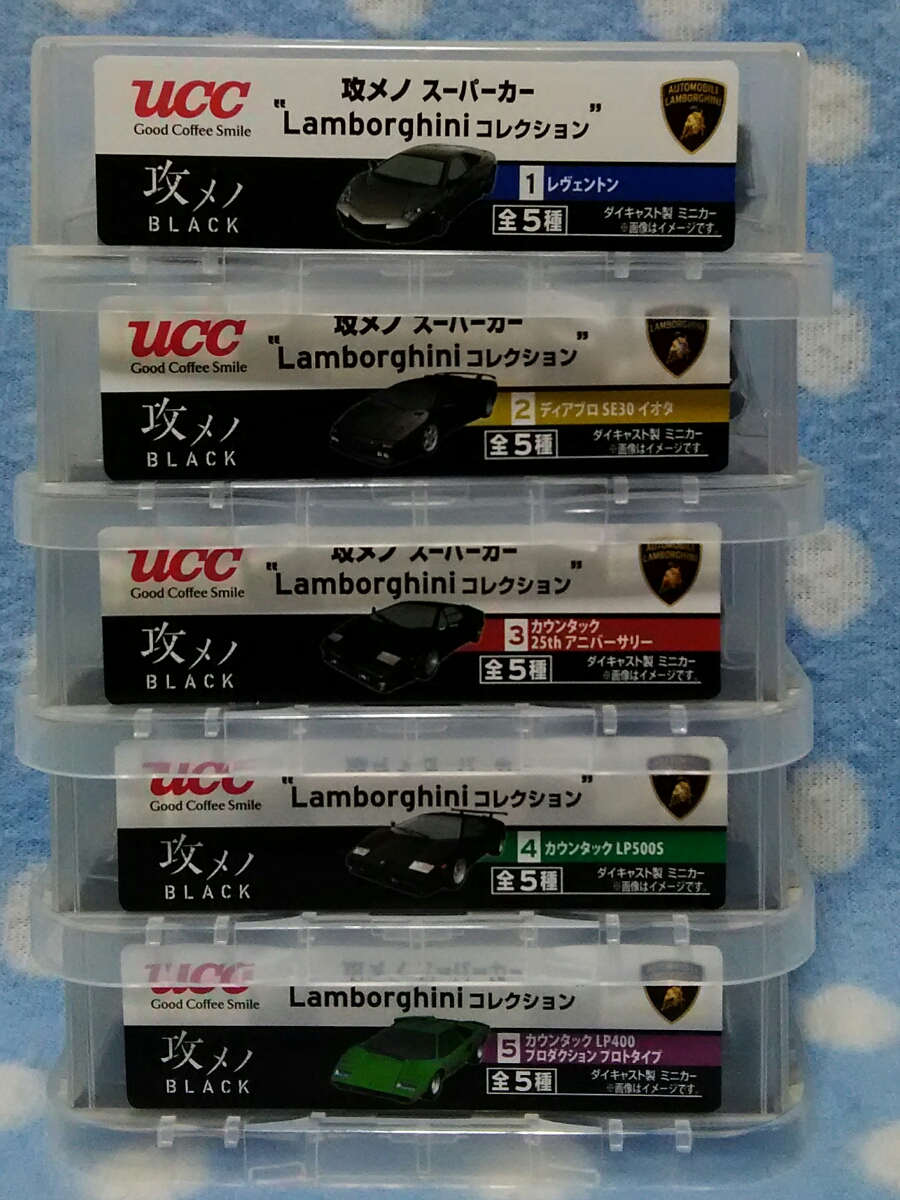 ucc
Good Coffee Smile
攻メノ スーパーカー
"Lamborghini コレクション"
AUTOMOBILI
LAMBORGHINI
攻メノ
BLACK
1 レヴェントン
全5種
ダイキャスト製 ミニカー
※画像はイメージです。
ucc
Good Coffee Smile
攻メノ スーパーカー
"Lamborghini コレクション"
LAMBORGHINI
攻メノ
BLACK
2 ディアブロ SE30 イオタ
全5種
ダイキャスト製 ミニカー
※画像はイメージです。
ucc
Good Coffee Smile
攻メノ スーパーカー
"Lamborghini コレクション"
AUTOMOBILI
LAMBORGHINI
攻メノ
BLACK
3 カウンタック
25th アニバーサリー
全5種
ダイキャスト製 ミニカー
※画像はイメージです。
ucc
Good Coffee Smile
"Lamborghini コレクション"
攻メノ
BLACK
4 カウンタック LP500S
全5種
ダイキャスト製 ミニカー
※画像はイメージです。
ucc
Good Coffee Smile
Lamborghini コレクション
攻メノ
BLACK
5 カウンタック LP400
プロダクション プロトタイプ
全5種
ダイキャスト製 ミニカー
※画像はイメージです。